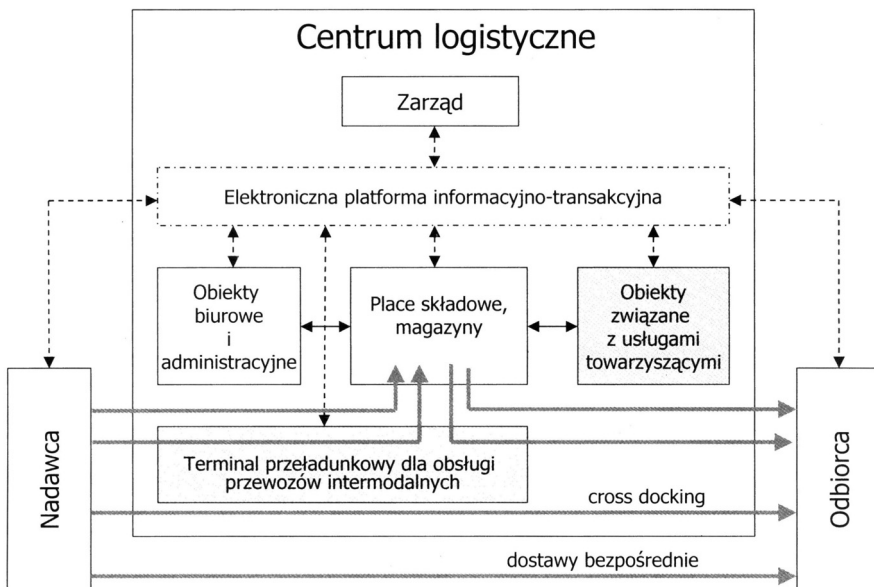 Centrum logistyczne
Zarząd
Elektroniczna platforma informacyjno-transakcyjna
Obiekty
biurowe
i
administracyjne
Place składowe,
magazyny
Obiekty
związane
z usługami
towarzyszącymi
Nadawca
Terminal przeładunkowy dla obsługi
przewozów intermodalnych
Odbiorca
cross docking
dostawy bezpośrednie